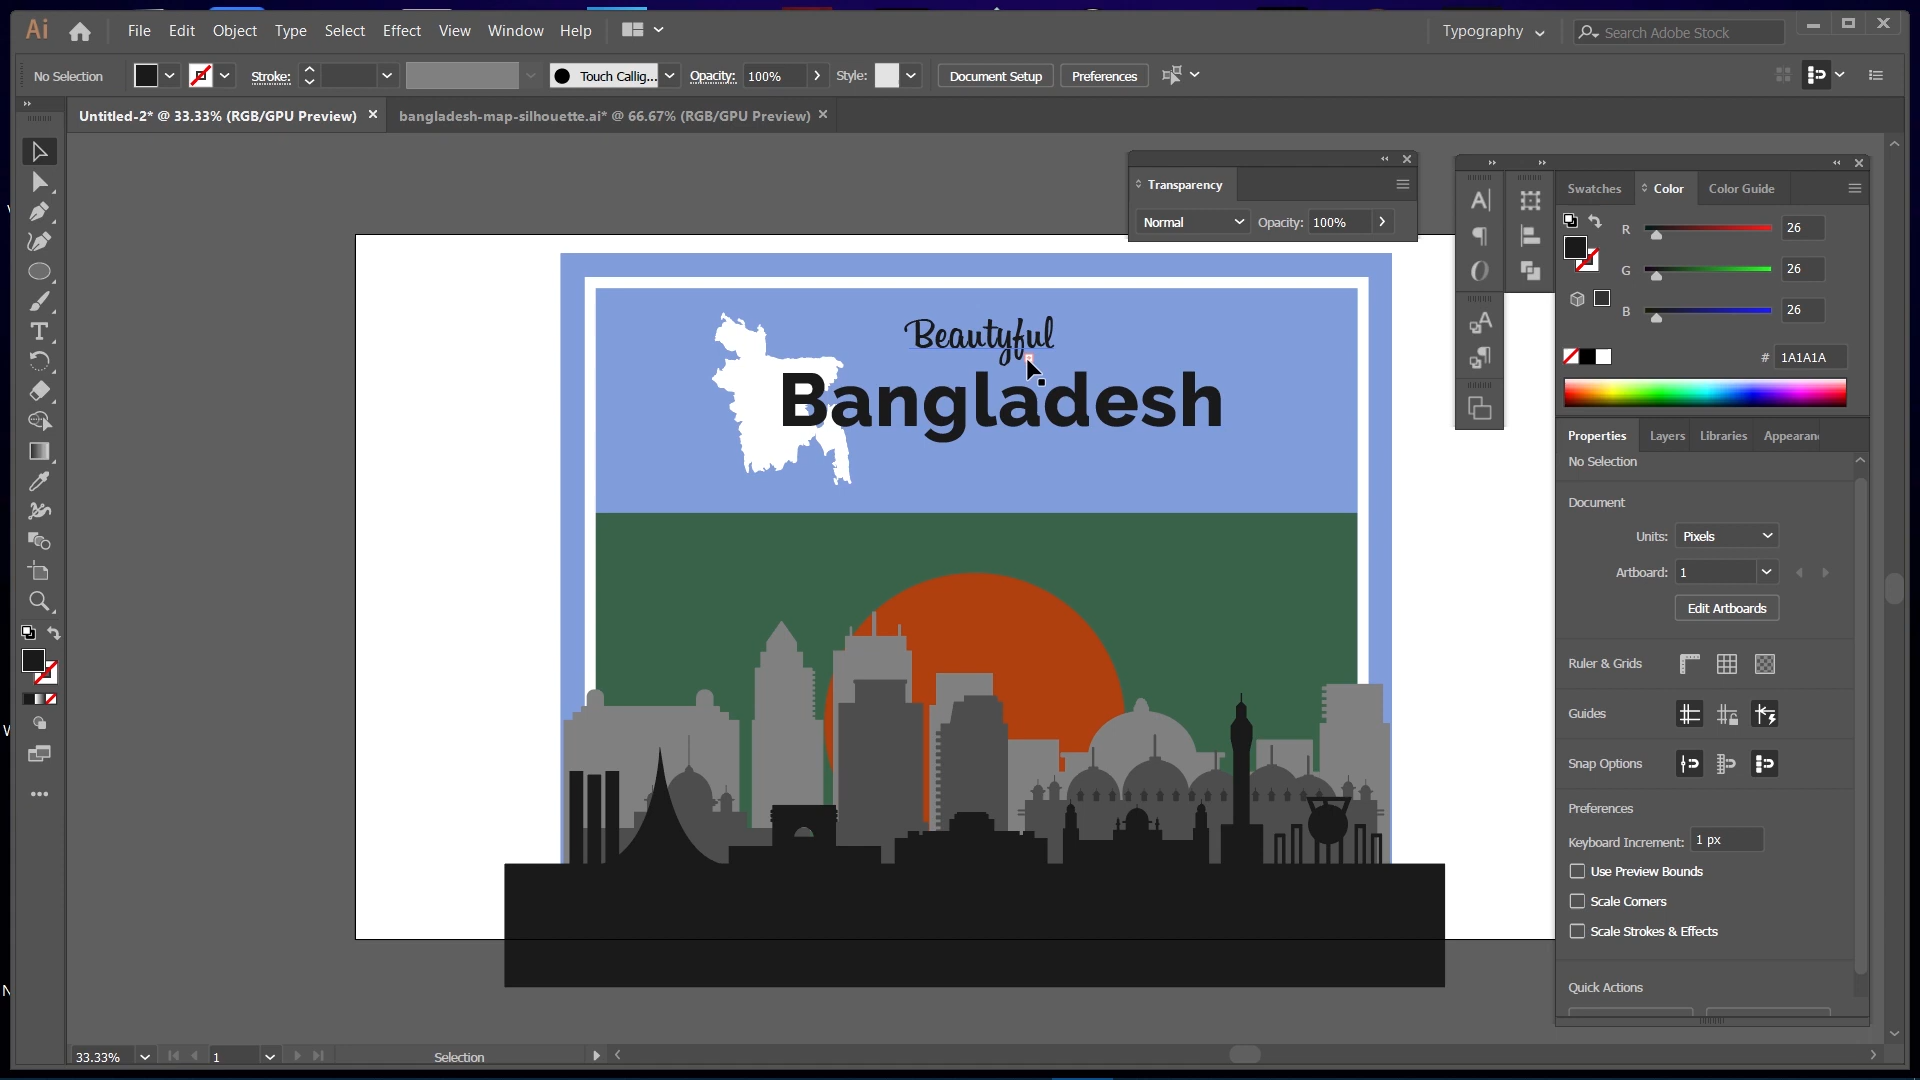 Ai File Edit Object Type Select Effect View Window Help Typography Search Adobe Stock
No Selection Stroke: Touch Callig... Opacity: 100% Style: Document Setup Preferences
Untitled-2* @ 33.33% (RGB/GPU Preview) bangladesh-map-silhouette.ai* @ 66.67% (RGB/GPU Preview)
Transparency
Normal Opacity: 100%
Swatches Color Color Guide
R 26
G 26
B 26
# 1A1A1A
Beautyful
Bangladesh
Properties Layers Libraries Appearan
No Selection
Document
Units: Pixels
Artboard: 1
Edit Artboards
Ruler & Grids
Guides
Snap Options
Preferences
Keyboard Increment: 1 px
Use Preview Bounds
Scale Corners
Scale Strokes & Effects
Quick Actions
33.33% 1 Selection